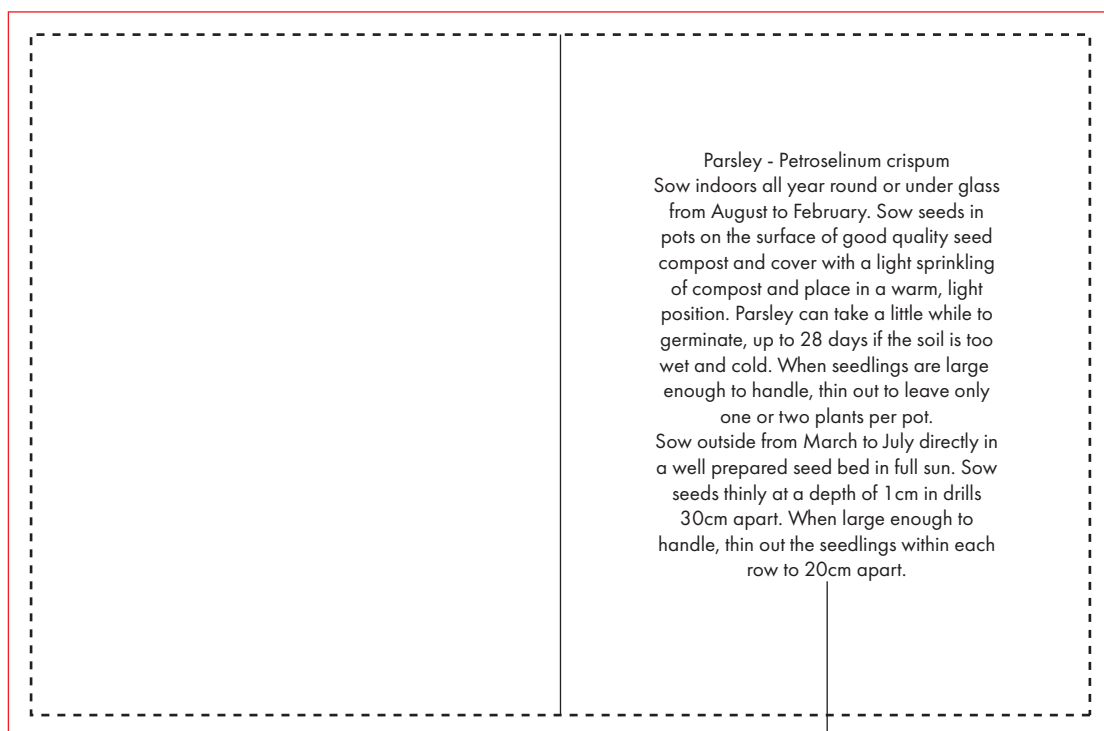 Parsley - Petroselinum crispum
Sow indoors all year round or under glass
from August to February. Sow seeds in
pots on the surface of good quality seed
compost and cover with a light sprinkling
of compost and place in a warm, light
position. Parsley can take a little while to
germinate, up to 28 days if the soil is too
wet and cold. When seedlings are large
enough to handle, thin out to leave only
one or two plants per pot.
Sow outside from March to July directly in
a well prepared seed bed in full sun. Sow
seeds thinly at a depth of 1cm in drills
30cm apart. When large enough to
handle, thin out the seedlings within each
row to 20cm apart.